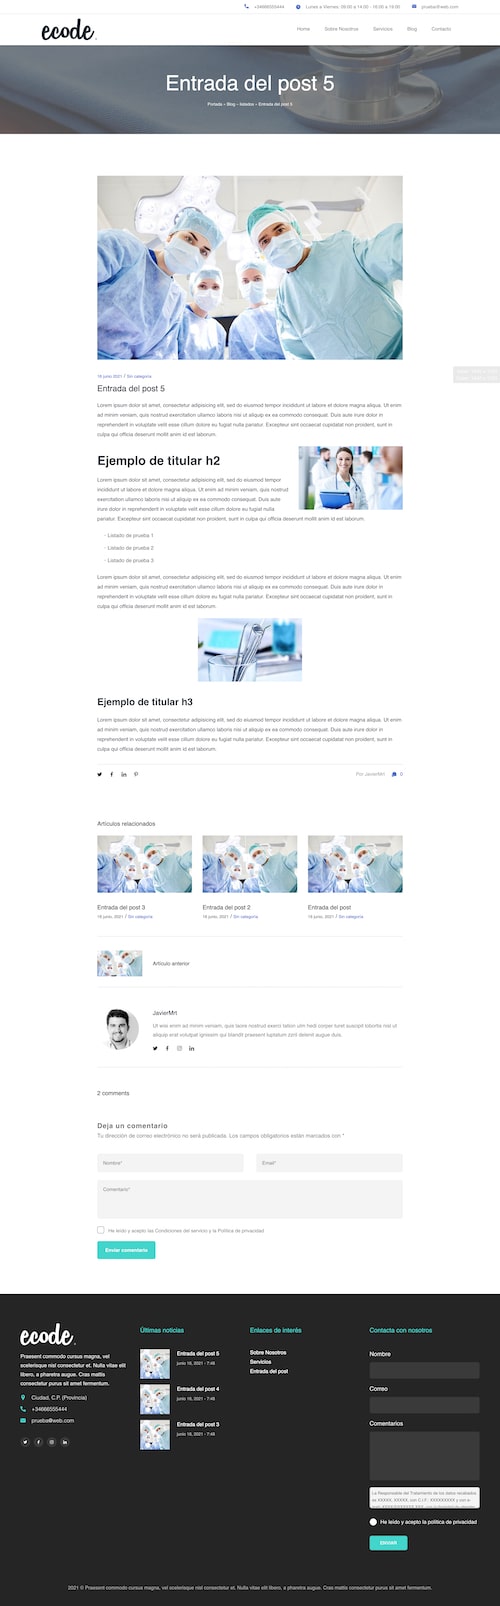 +34666555444
Lunes a Viernes: 09:00 a 14:00 - 16:00 a 19:00
prueba@web.com
ecode.
Home
Sobre Nosotros
Servicios
Blog
Contacto
Entrada del post 5
Portada » Blog » listados » Entrada del post 5
16 junio 2021 / Sin categoría
Entrada del post 5
Lorem ipsum dolor sit amet, consectetur adipisicing elit, sed do eiusmod tempor incididunt ut labore et dolore magna aliqua. Ut enim
ad minim veniam, quis nostrud exercitation ullamco laboris nisi ut aliquip ex ea commodo consequat. Duis aute irure dolor in
reprehenderit in voluptate velit esse cillum dolore eu fugiat nulla pariatur. Excepteur sint occaecat cupidatat non proident, sunt in
culpa qui officia deserunt mollit anim id est laborum.
Ejemplo de titular h2
Lorem ipsum dolor sit amet, consectetur adipisicing elit, sed do eiusmod
tempor incididunt ut labore et dolore magna aliqua. Ut enim
ad minim veniam, quis nostrud
exercitation ullamco laboris nisi ut aliquip ex ea commodo consequat. Duis aute
irure dolor in reprehenderit in voluptate velit esse cillum dolore eu fugiat nulla
pariatur. Excepteur sint occaecat cupidatat non proident, sunt in culpa qui officia deserunt mollit anim id est laborum.
- Listado de prueba 1
- Listado de prueba 2
- Listado de prueba 3
Lorem ipsum dolor sit amet, consectetur adipisicing elit, sed do eiusmod tempor incididunt ut labore et dolore magna aliqua. Ut enim
ad minim veniam, quis nostrud exercitation ullamco laboris nisi ut aliquip ex ea commodo consequat. Duis aute irure dolor in
reprehenderit in voluptate velit esse cillum dolore eu fugiat nulla pariatur. Excepteur sint occaecat cupidatat non proident, sunt in
culpa qui officia deserunt mollit anim id est laborum.
Ejemplo de titular h3
Lorem ipsum dolor sit amet, consectetur adipisicing elit, sed do eiusmod tempor incididunt ut labore et dolore magna aliqua. Ut enim
ad minim veniam, quis nostrud exercitation ullamco laboris nisi ut aliquip ex ea commodo consequat. Duis aute irure dolor in
reprehenderit in voluptate velit esse cillum dolore eu fugiat nulla pariatur. Excepteur sint occaecat cupidatat non proident, sunt in
culpa qui officia deserunt mollit anim id est laborum.
Por JavierMrt
0
Artículos relacionados
Entrada del post 3
16 junio, 2021 / Sin categoría
Entrada del post 2
16 junio, 2021 / Sin categoría
Entrada del post
16 junio, 2021 / Sin categoría
Artículo anterior
JavierMrt
Ut wisi enim ad minim veniam, quis laore nostrud exerci tation ulm hedi corper turet suscipit lobortis nisl ut
aliquip erat volutpat igrossim qui blandit praesent luptatum zzril delenit augue duis.
2 comments
Deja un comentario
Tu dirección de correo electrónico no será publicada. Los campos obligatorios están marcados con *
Nombre*
Email*
Comentario*
He leído y acepto las Condiciones del servicio y la Política de privacidad
Enviar comentario
ecode.
Praesent commodo cursus magna, vel
scelerisque nisl consectetur et. Nulla vitae elit
libero, a pharetra augue. Cras mattis
consectetur purus sit amet fermentum.
Ciudad, C.P. (Provincia)
+34666555444
prueba@web.com
Últimas noticias
Entrada del post 5
junio 16, 2021 - 7:48
Entrada del post 4
junio 16, 2021 - 7:48
Entrada del post 3
junio 16, 2021 - 7:48
Enlaces de interés
Sobre Nosotros
Servicios
Entrada del post
Contacta con nosotros
Nombre
Correo
Comentarios
La Responsable del Tratamiento de los datos recabados
es XXXXX, XXXXX, con
He leído y acepto la política de privacidad
ENVIAR
2021 © Praesent commodo cursus magna, vel scelerisque nisl consectetur et. Nulla vitae elit libero, a pharetra augue. Cras mattis consectetur purus sit amet fermentum.